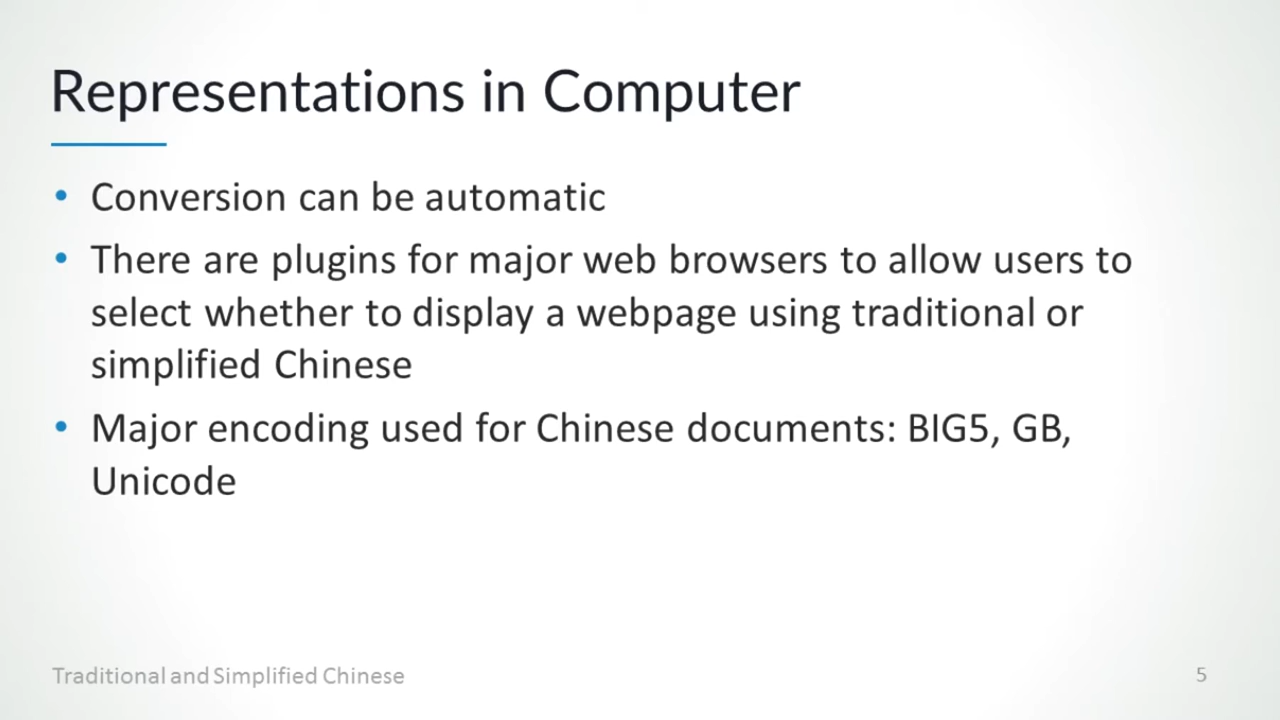 Representations in Computer
• Conversion can be automatic
• There are plugins for major web browsers to allow users to
select whether to display a webpage using traditional or
simplified Chinese
• Major encoding used for Chinese documents: BIG5, GB,
Unicode
Traditional and Simplified Chinese
5